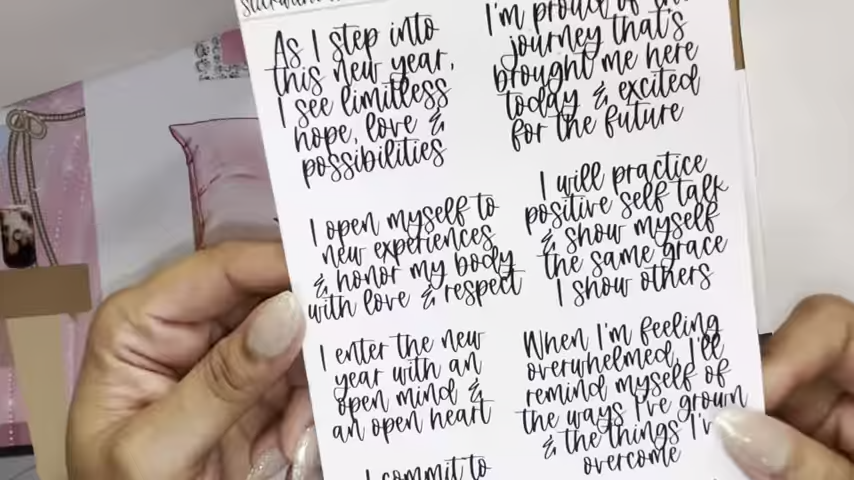 As I step into
this new year,
I see limitless
hope, love &
possibilities
I'm proud of the
journey that's
brought me here
today & excited
for the future
I open myself to
new experiences
& honor my body
with love & respect
I will practice
positive self talk
& show myself
the same grace
I show others
I enter the new
year with an
open mind &
an open heart
When I'm feeling
overwhelmed, I'll
remind myself of
the ways I've grown
& the things I'v
overcome
I commit to